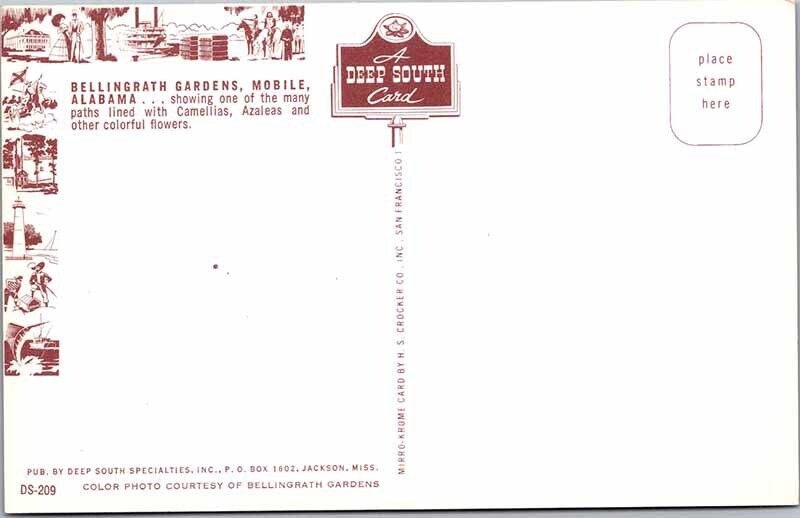 BELLINGRATH GARDENS, MOBILE,
ALABAMA . . . showing one of the many
paths lined with Camellias, Azaleas and
other colorful flowers.
A
DEEP SOUTH
Card
place
stamp
here
MIRRO-KROME CARD BY H. S. CROCKER CO., INC., SAN FRANCISCO 1
PUB. BY DEEP SOUTH SPECIALTIES, INC., P. O. BOX 1602, JACKSON, MISS.
DS-209 COLOR PHOTO COURTESY OF BELLINGRATH GARDENS